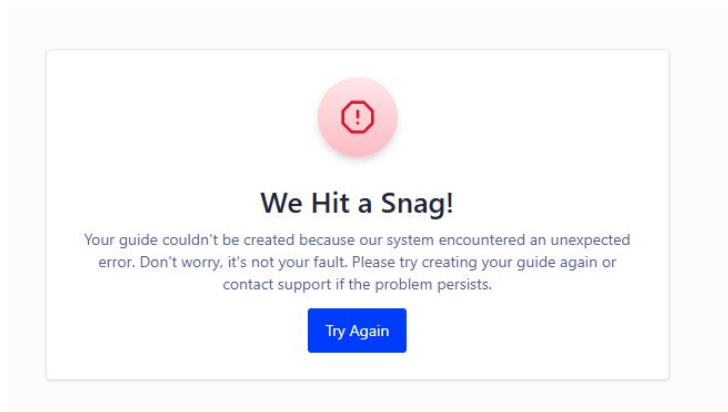 We Hit a Snag!
Your guide couldn't be created because our system encountered an unexpected
error. Don't worry, it's not your fault. Please try creating your guide again or
contact support if the problem persists.
Try Again